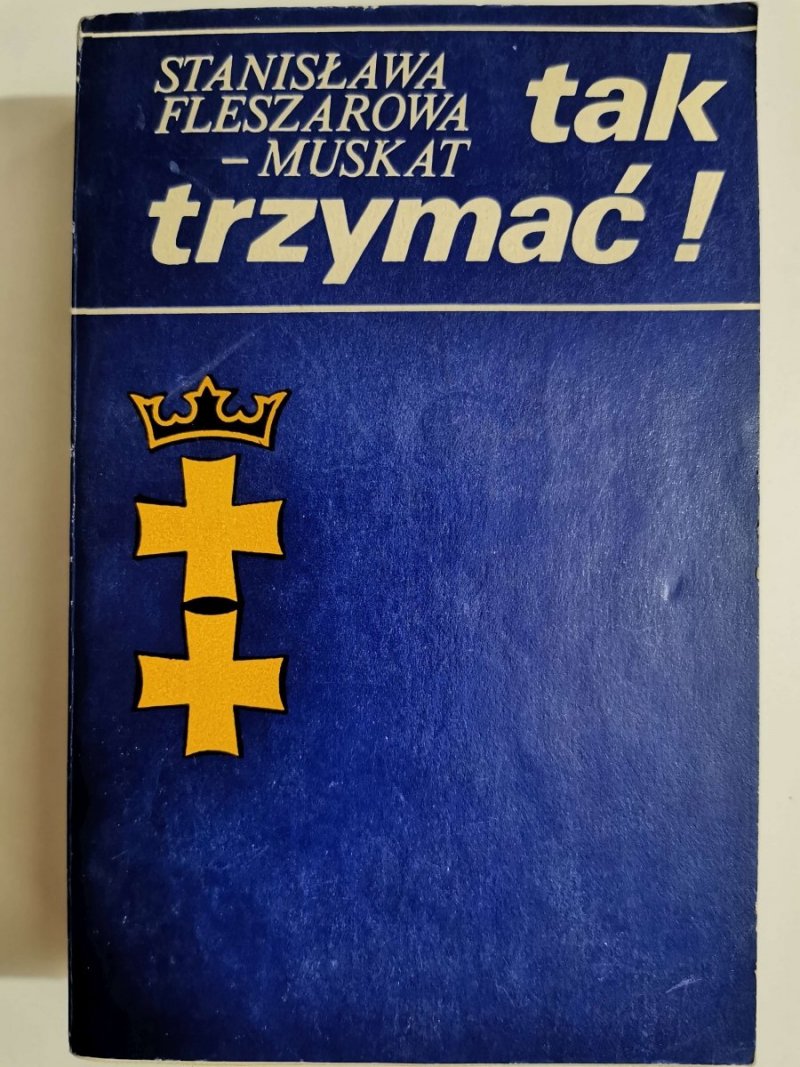 STANISŁAWA
FLESZAROWA
– MUSKAT
tak
trzymać !